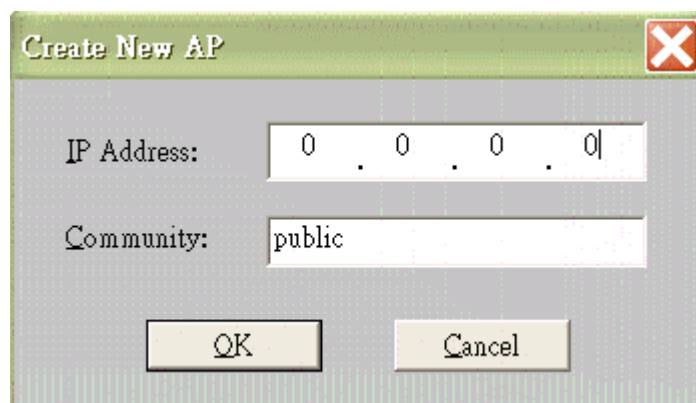 Create New AP
IP Address: 0 . 0 . 0 . 0
Community: public
OK Cancel